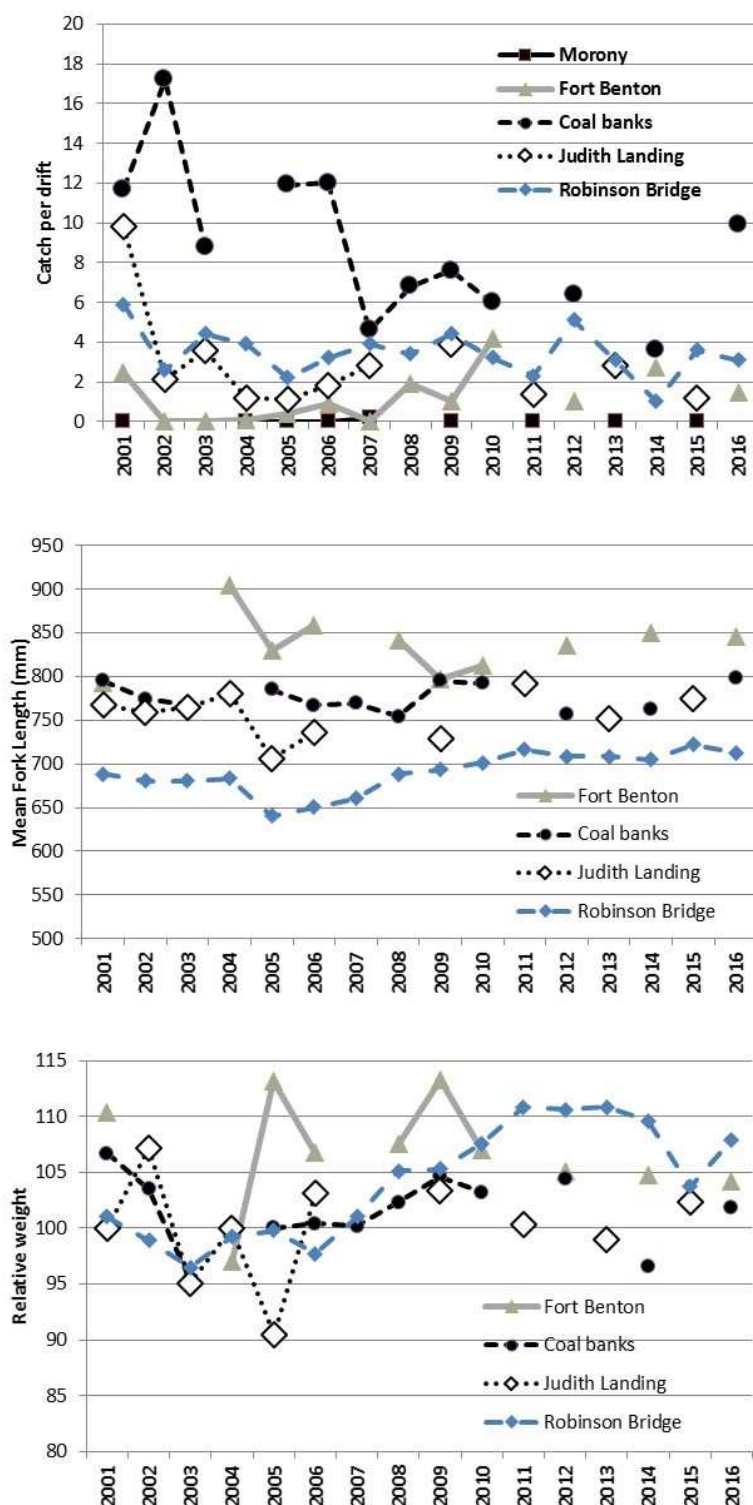 20
18
16
14
12
10
8
6
4
2
0
Catch per drift
Morony
Fort Benton
Coal banks
Judith Landing
Robinson Bridge
2001 2002 2003 2004 2005 2006 2007 2008 2009 2010 2011 2012 2013 2014 2015 2016
950
900
850
800
750
700
650
600
550
500
Mean Fork Length (mm)
Fort Benton
Coal banks
Judith Landing
Robinson Bridge
2001 2002 2003 2004 2005 2006 2007 2008 2009 2010 2011 2012 2013 2014 2015 2016
115
110
105
100
95
90
85
80
Relative weight
Fort Benton
Coal banks
Judith Landing
Robinson Bridge
2001 2002 2003 2004 2005 2006 2007 2008 2009 2010 2011 2012 2013 2014 2015 2016